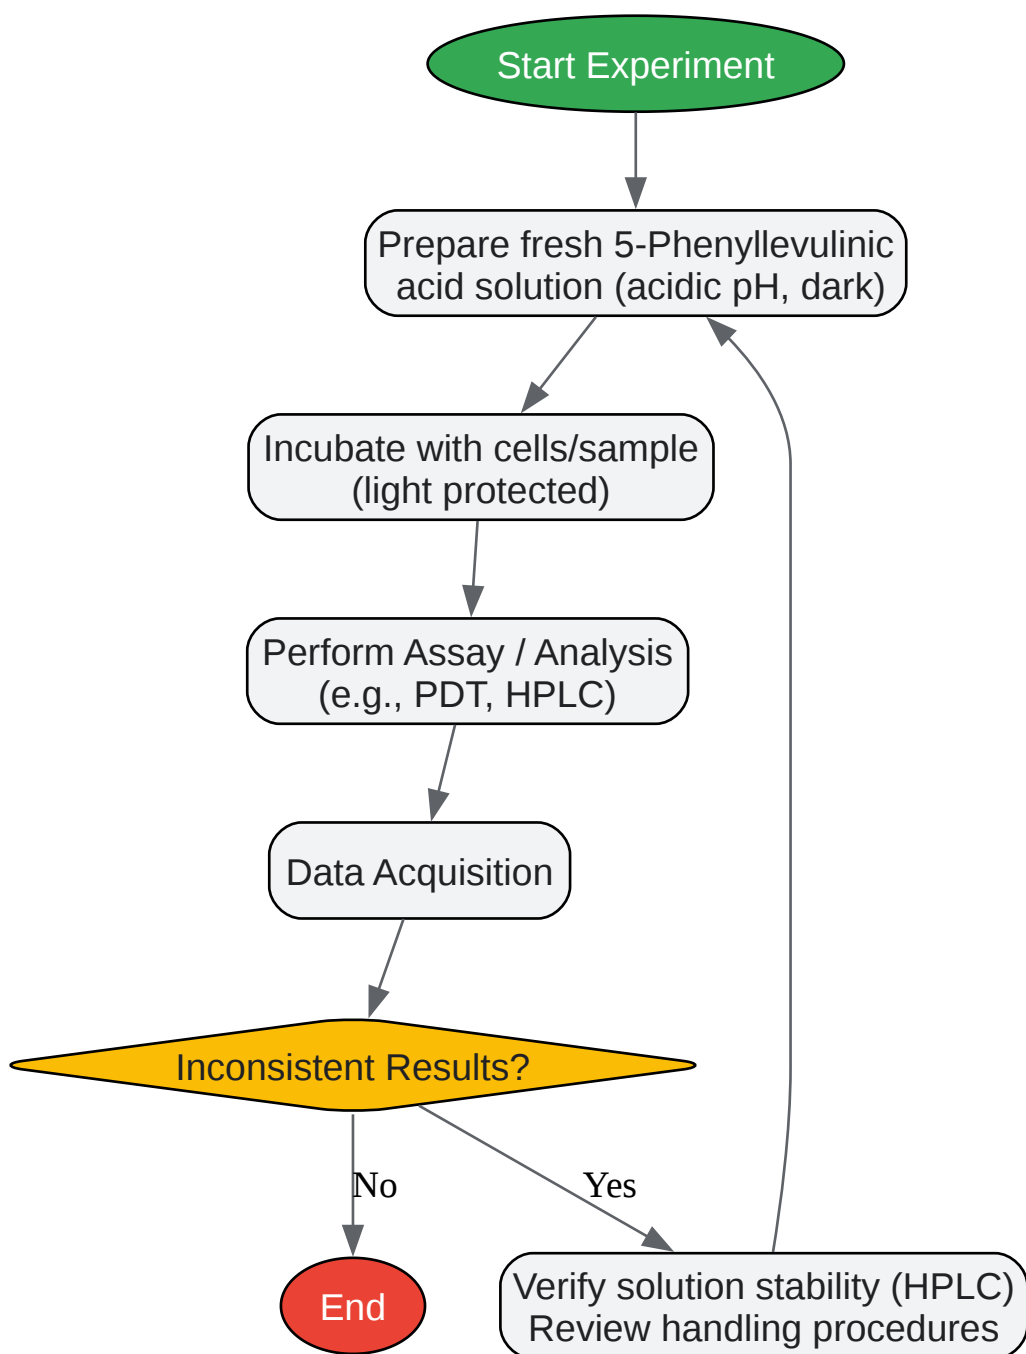 Start Experiment
Prepare fresh 5-Phenyllevulinic
acid solution (acidic pH, dark)
Incubate with cells/sample
(light protected)
Perform Assay / Analysis
(e.g., PDT, HPLC)
Data Acquisition
Inconsistent Results?
No
Yes
End
Verify solution stability (HPLC)
Review handling procedures